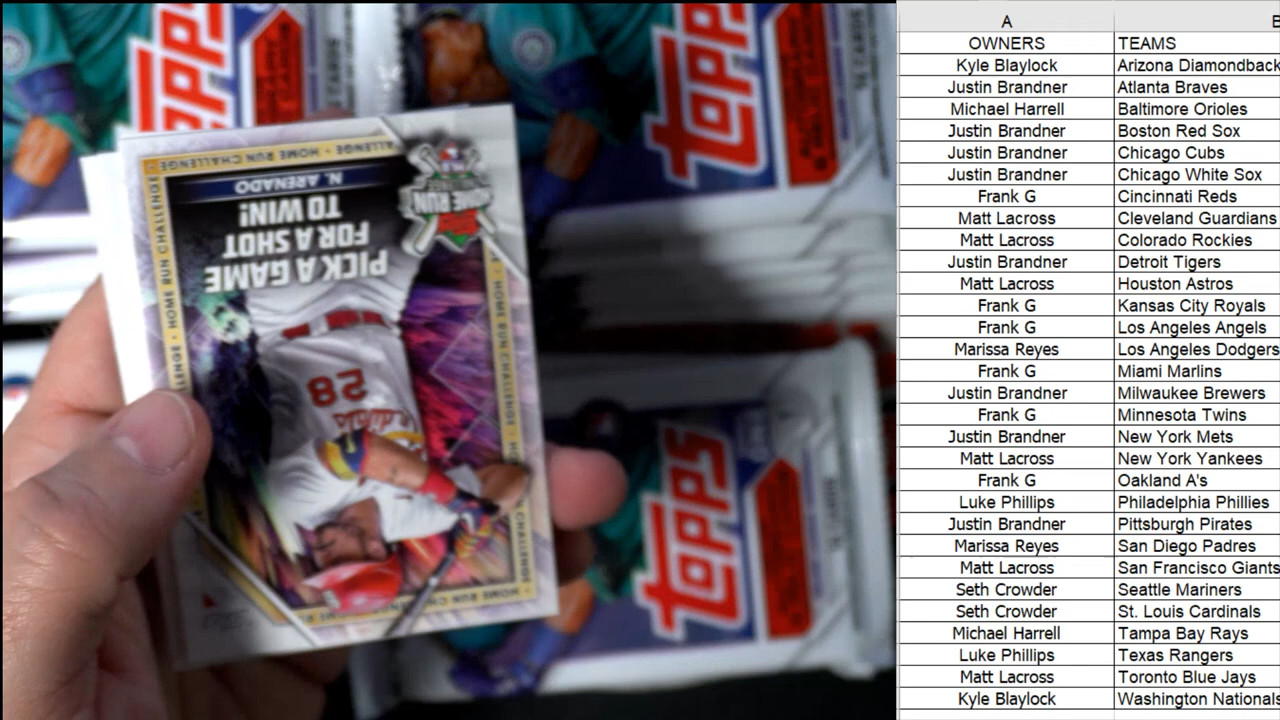 N. ARENADO
PICK A GAME
FOR A SHOT
TO WIN!
HOME RUN CHALLENGE
28
TOPPS
TOPPS
TOPPS
TOPPS
A
OWNERS TEAMS
Kyle Blaylock Arizona Diamondback
Justin Brandner Atlanta Braves
Michael Harrell Baltimore Orioles
Justin Brandner Boston Red Sox
Justin Brandner Chicago Cubs
Justin Brandner Chicago White Sox
Frank G Cincinnati Reds
Matt Lacross Cleveland Guardians
Matt Lacross Colorado Rockies
Justin Brandner Detroit Tigers
Matt Lacross Houston Astros
Frank G Kansas City Royals
Frank G Los Angeles Angels
Marissa Reyes Los Angeles Dodgers
Frank G Miami Marlins
Justin Brandner Milwaukee Brewers
Frank G Minnesota Twins
Justin Brandner New York Mets
Matt Lacross New York Yankees
Frank G Oakland A's
Luke Phillips Philadelphia Phillies
Justin Brandner Pittsburgh Pirates
Marissa Reyes San Diego Padres
Matt Lacross San Francisco Giants
Seth Crowder Seattle Mariners
Seth Crowder St. Louis Cardinals
Michael Harrell Tampa Bay Rays
Luke Phillips Texas Rangers
Matt Lacross Toronto Blue Jays
Kyle Blaylock Washington Nationals